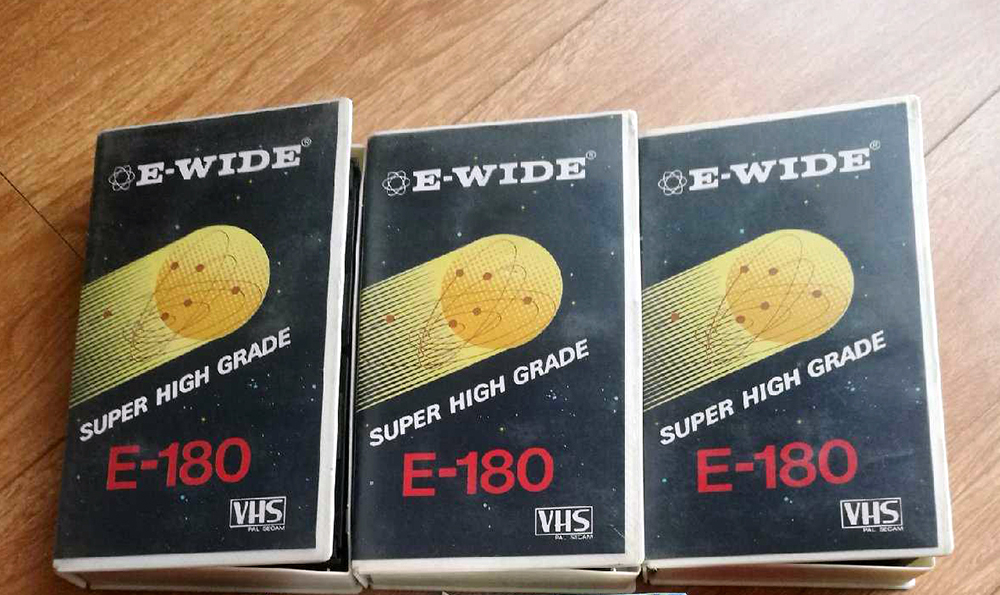 E-WIDE®
SUPER HIGH GRADE
E-180
VHS
PAL SECAM
E-WIDE®
SUPER HIGH GRADE
E-180
VHS
PAL SECAM
E-WIDE®
SUPER HIGH GRADE
E-180
VHS
PAL SECAM